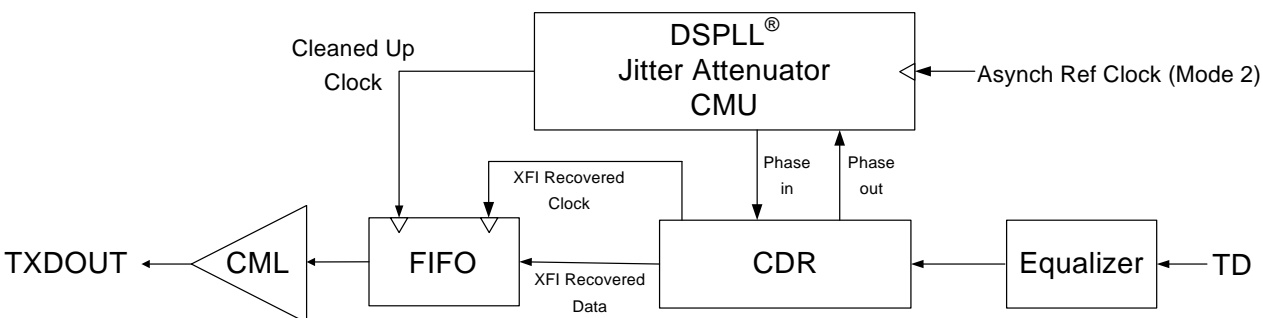 DSPLL®
Jitter Attenuator
CMU
Cleaned Up
Clock
Asynch Ref Clock (Mode 2)
Phase
in
Phase
out
XFI Recovered
Clock
TXDOUT
CML
FIFO
XFI Recovered
Data
CDR
Equalizer
TD